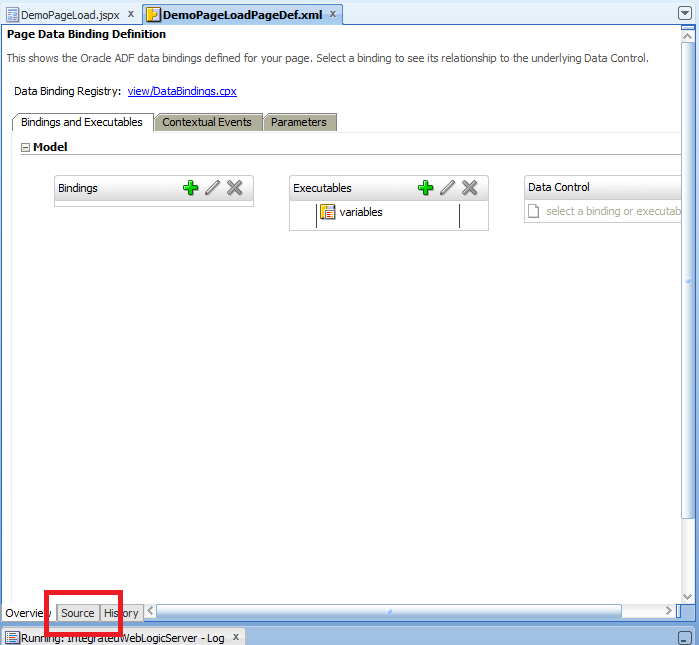 DemoPageLoad.jspx x DemoPageLoadPageDef.xml x
Page Data Binding Definition
This shows the Oracle ADF data bindings defined for your page. Select a binding to see its relationship to the underlying Data Control.
Data Binding Registry: view/DataBindings.cpx
Bindings and Executables Contextual Events Parameters
Model
Bindings Executables Data Control
variables select a binding or executab
Overview Source History
Running: IntegratedWebLogicServer - Log x